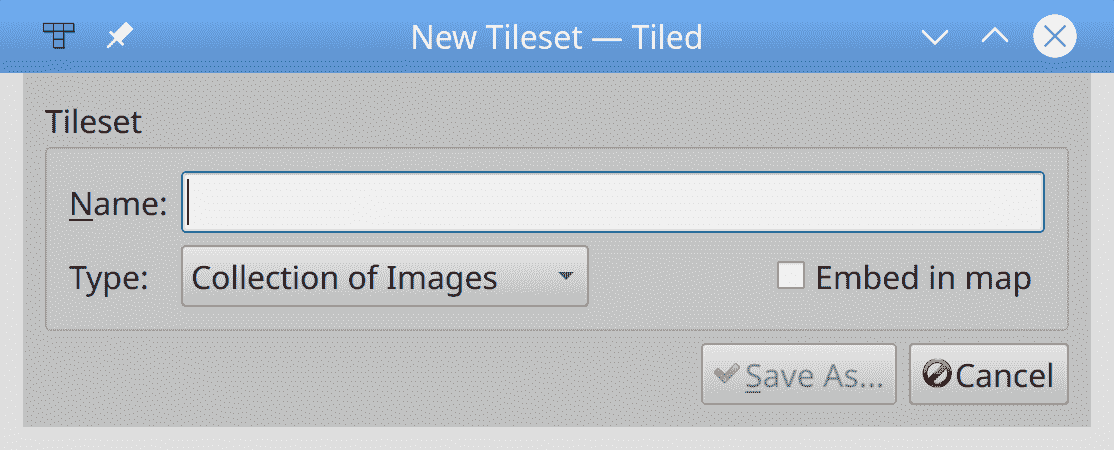 New Tileset — Tiled
Tileset
Name:
Type: Collection of Images Embed in map
Save As... Cancel